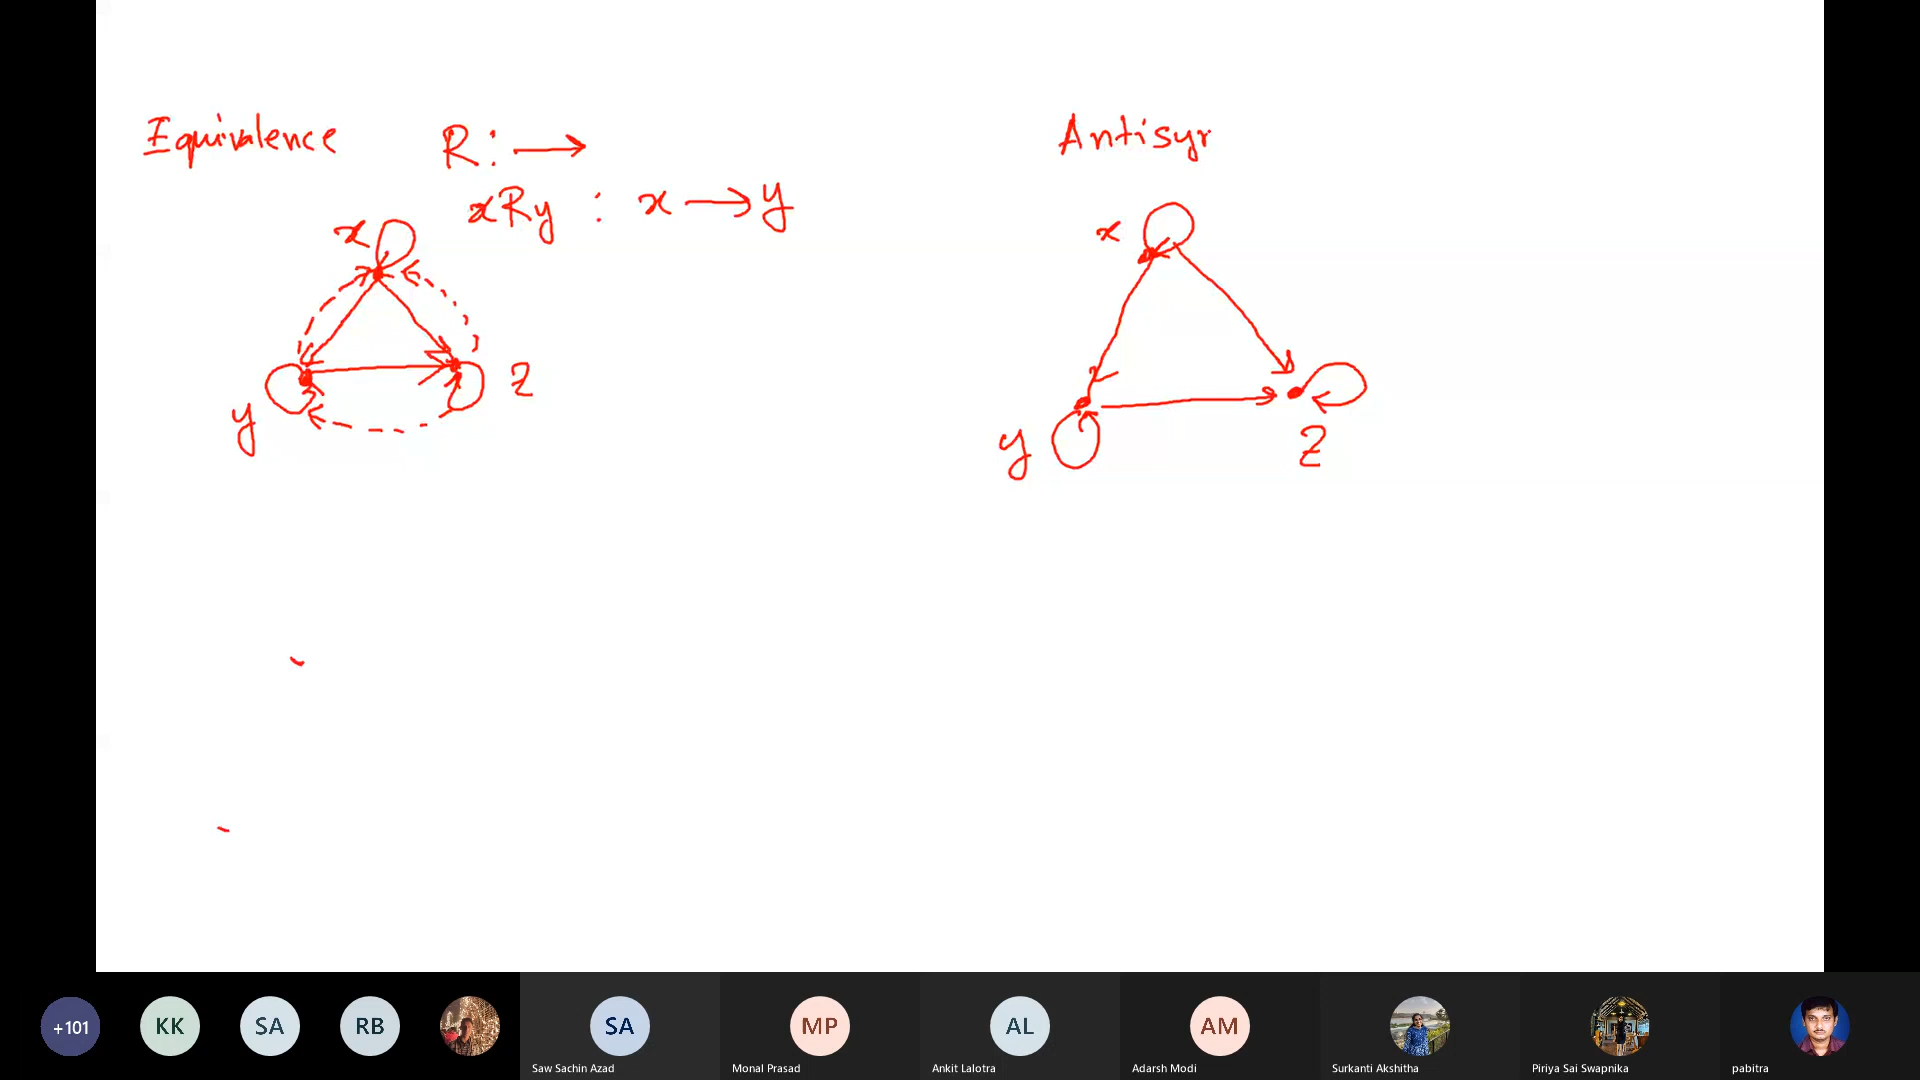 Equivalence R: →
xRy : x → y
x
y
z
Antisyr
x
y
z
+101
KK
SA
RB
SA
Saw Sachin Azad
MP
Monal Prasad
AL
Ankit Lalotra
AM
Adarsh Modi
Surkanti Akshitha
Piriya Sai Swapnika
pabitra